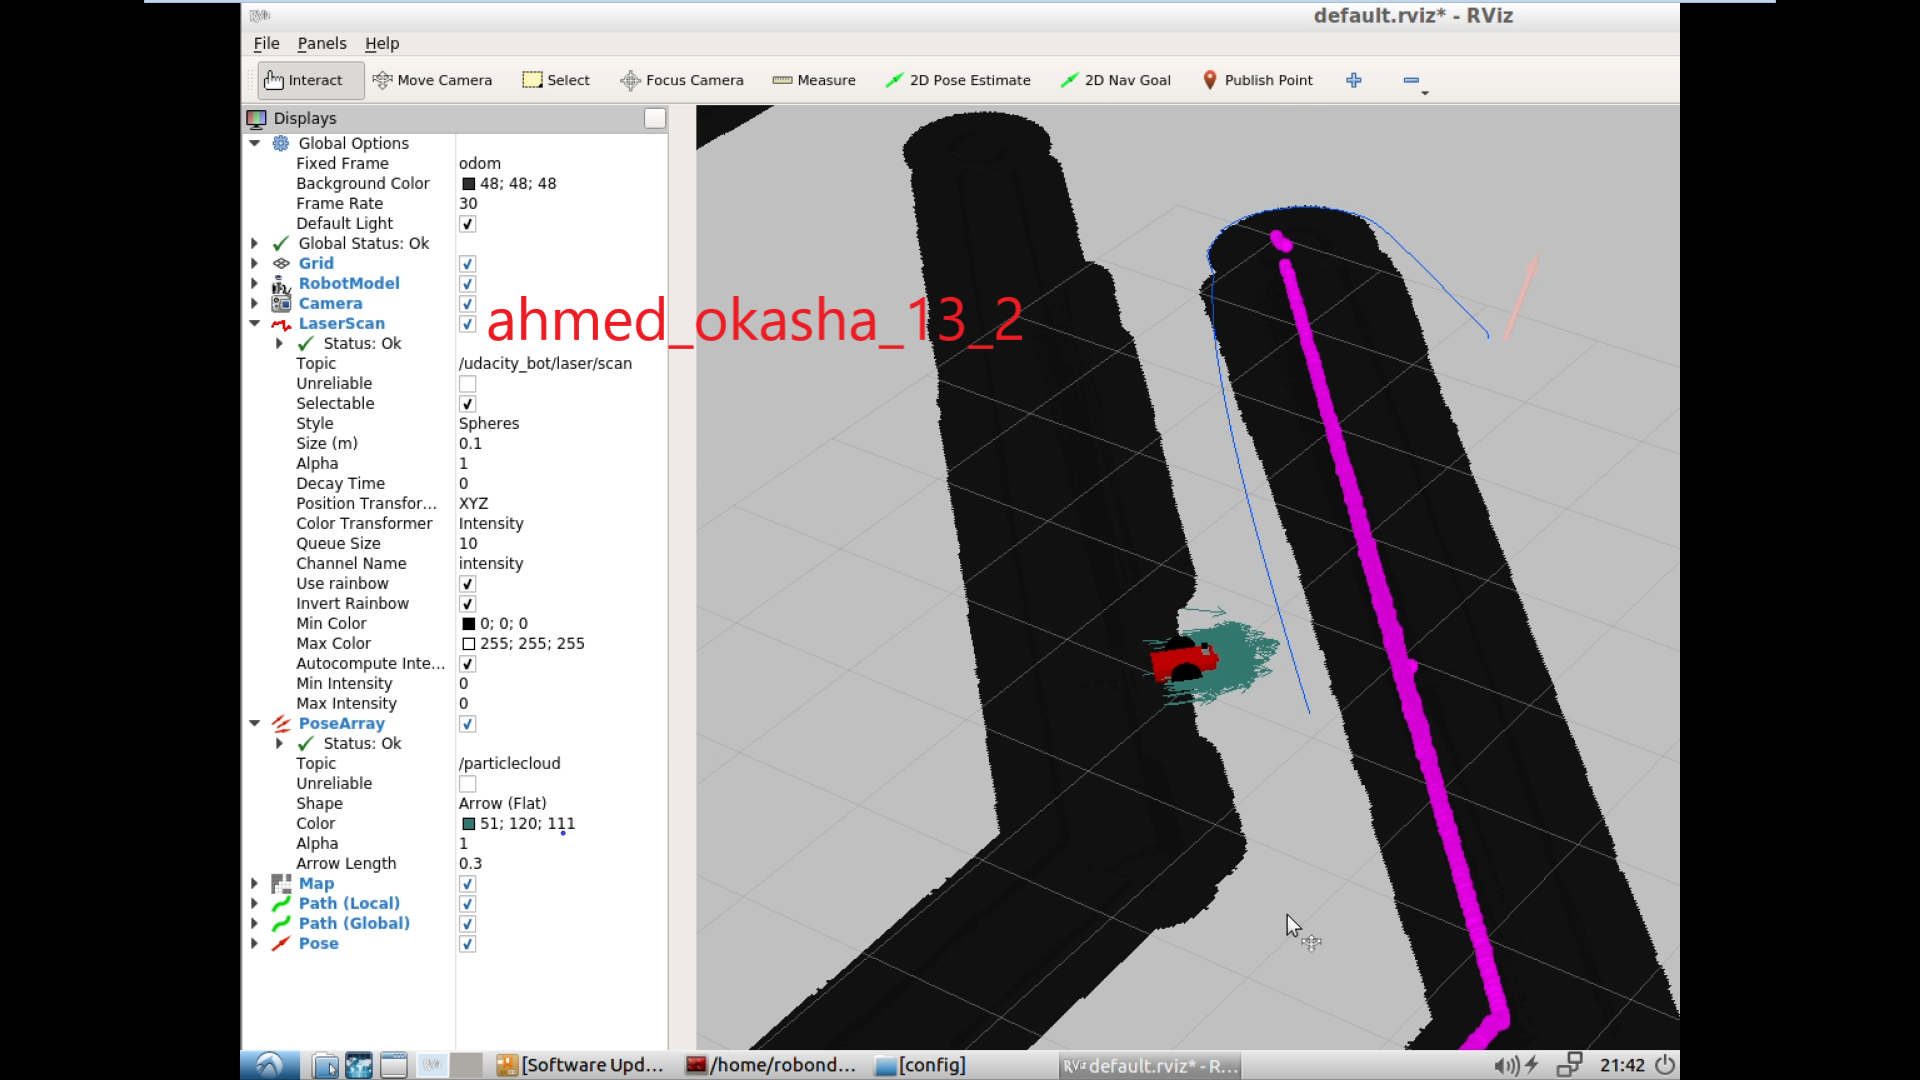 default.rviz* - RViz
File Panels Help
Interact Move Camera Select Focus Camera Measure 2D Pose Estimate 2D Nav Goal Publish Point
Displays
Global Options
Fixed Frame odom
Background Color 48; 48; 48
Frame Rate 30
Default Light
Global Status: Ok
Grid
RobotModel
Camera
LaserScan
ahmed_okasha_13_2
Status: Ok
Topic /udacity_bot/laser/scan
Unreliable
Selectable
Style Spheres
Size (m) 0.1
Alpha 1
Decay Time 0
Position Transfor... XYZ
Color Transformer Intensity
Queue Size 10
Channel Name intensity
Use rainbow
Invert Rainbow
Min Color 0; 0; 0
Max Color 255; 255; 255
Autocompute Inte...
Min Intensity 0
Max Intensity 0
PoseArray
Status: Ok
Topic /particlecloud
Unreliable
Shape Arrow (Flat)
Color 51; 120; 111
Alpha 1
Arrow Length 0.3
Map
Path (Local)
Path (Global)
Pose
[Software Upd... /home/robond... [config] RViz default.rviz* - R... 21:42